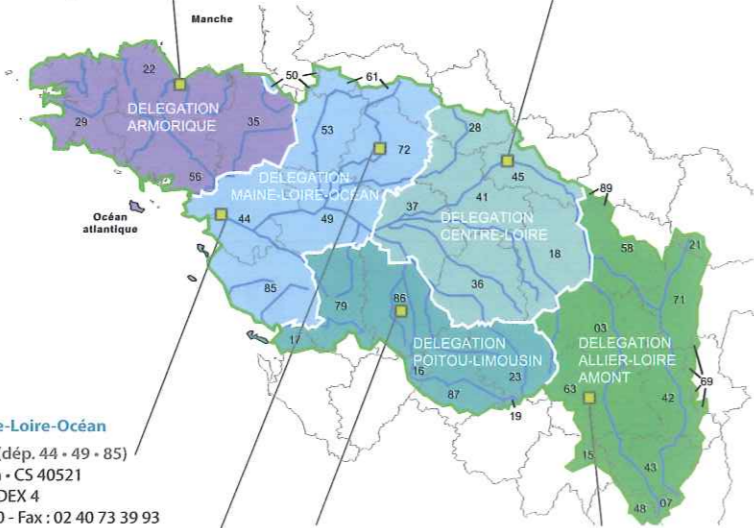 Manche
22
50
61
DELEGATION
ARMORIQUE
28
29
35
53
72
45
56
DELEGATION
MAINE-LOIRE-OCEAN
41
89
37
Océan
atlantique
44
49
DELEGATION
CENTRE-LOIRE
58
21
18
85
36
71
79
86
17
03
DELEGATION
POITOU-LIMOUSIN
DELEGATION
ALLIER-LOIRE
AMONT
16
23
63
69
87
42
19
e-Loire-Océan
(dép. 44 • 49 • 85)
• CS 40521
DEX 4
0 - Fax : 02 40 73 39 93
15
43
48
07